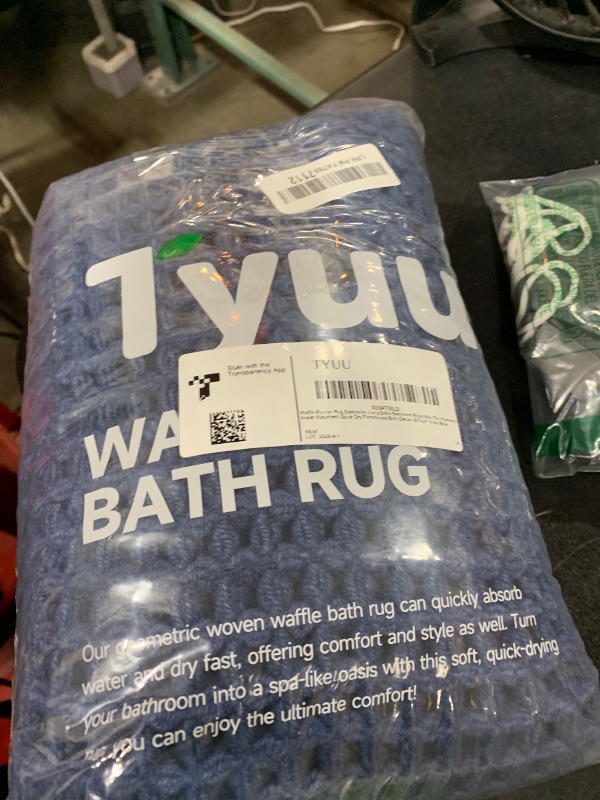 Tyuu
Scan with the
Transparency App
TYUU
NEW
WA
BATH RUG
Our geometric woven waffle bath rug can quickly absorb
water and dry fast, offering comfort and style as well. Turn
your bathroom into a spa-like oasis with this soft, quick-drying
you can enjoy the ultimate comfort!